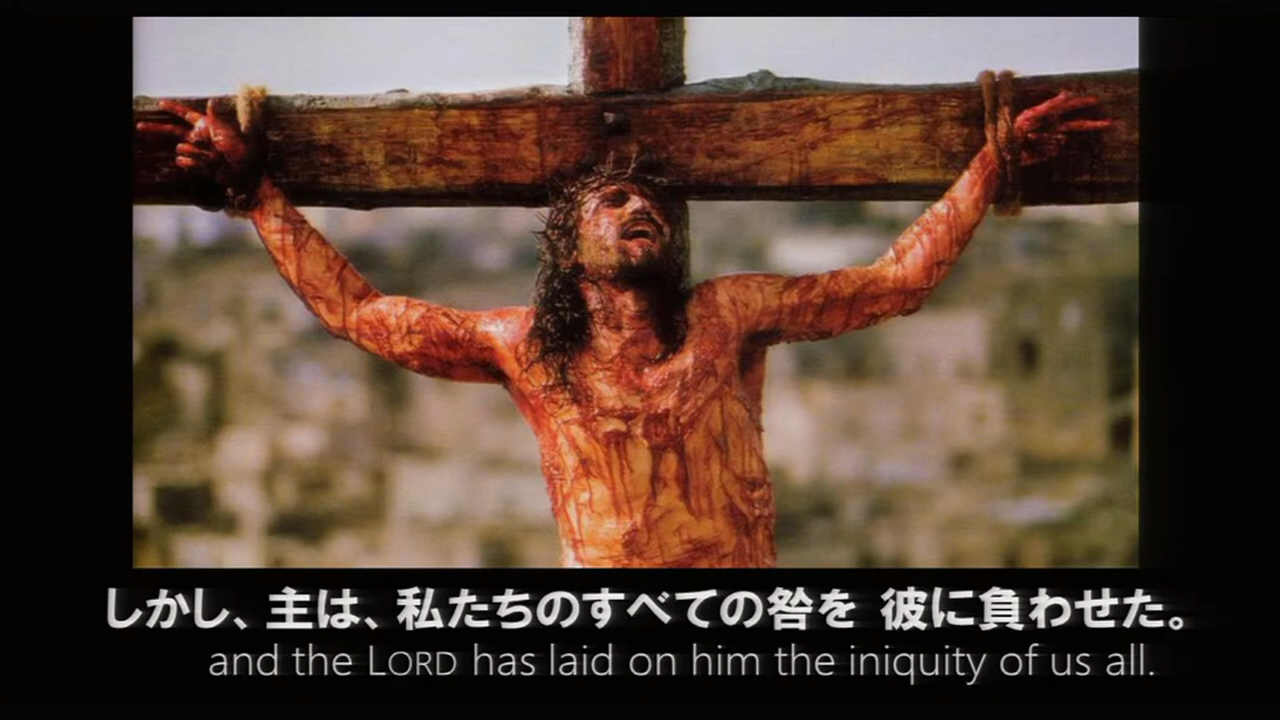 しかし、主は、私たちのすべての咎を 彼に負わせた。
and the LORD has laid on him the iniquity of us all.